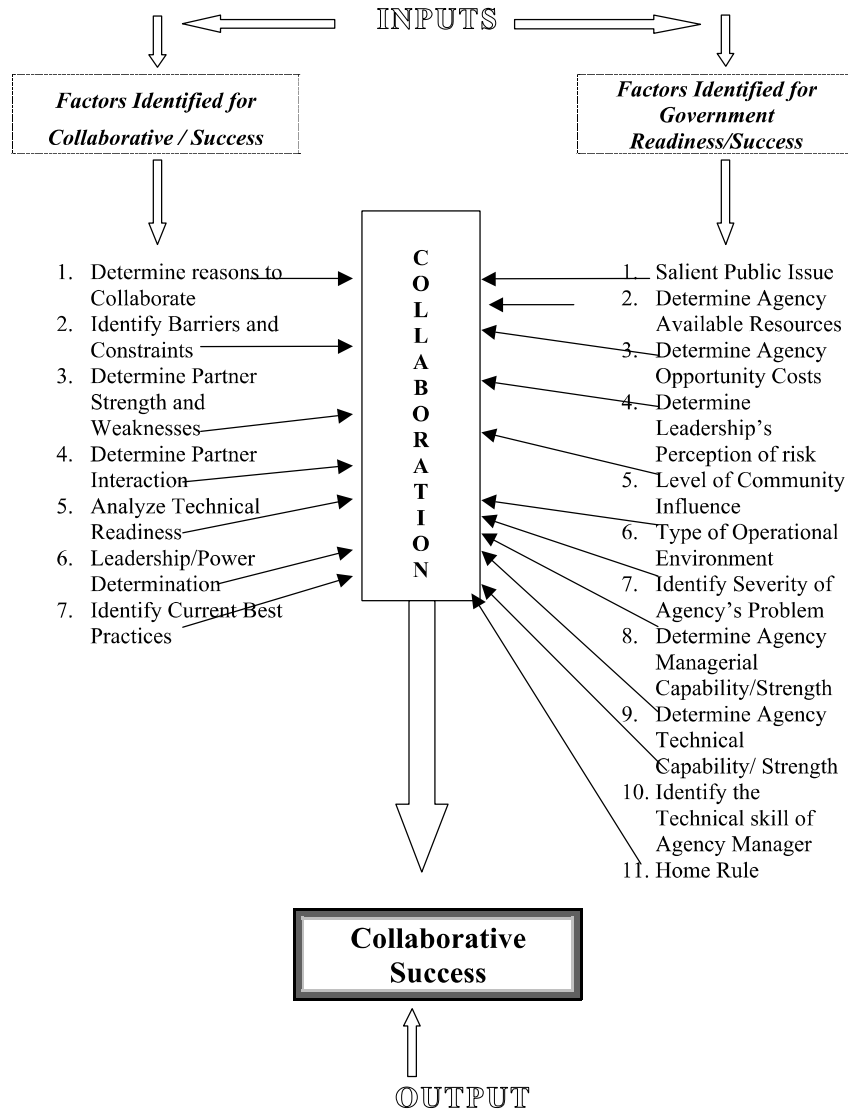 INPUTS
Factors Identified for
Collaborative / Success
Factors Identified for
Government
Readiness/Success
1. Determine reasons to
Collaborate
2. Identify Barriers and
Constraints
3. Determine Partner
Strength and
Weaknesses
4. Determine Partner
Interaction
5. Analyze Technical
Readiness
6. Leadership/Power
Determination
7. Identify Current Best
Practices
COLLABORATION
1. Salient Public Issue
2. Determine Agency
Available Resources
3. Determine Agency
Opportunity Costs
4. Determine
Leadership's
Perception of risk
5. Level of Community
Influence
6. Type of Operational
Environment
7. Identify Severity of
Agency's Problem
8. Determine Agency
Managerial
Capability/Strength
9. Determine Agency
Technical
Capability/ Strength
10. Identify the
Technical skill of
Agency Manager
11. Home Rule
Collaborative
Success
OUTPUT